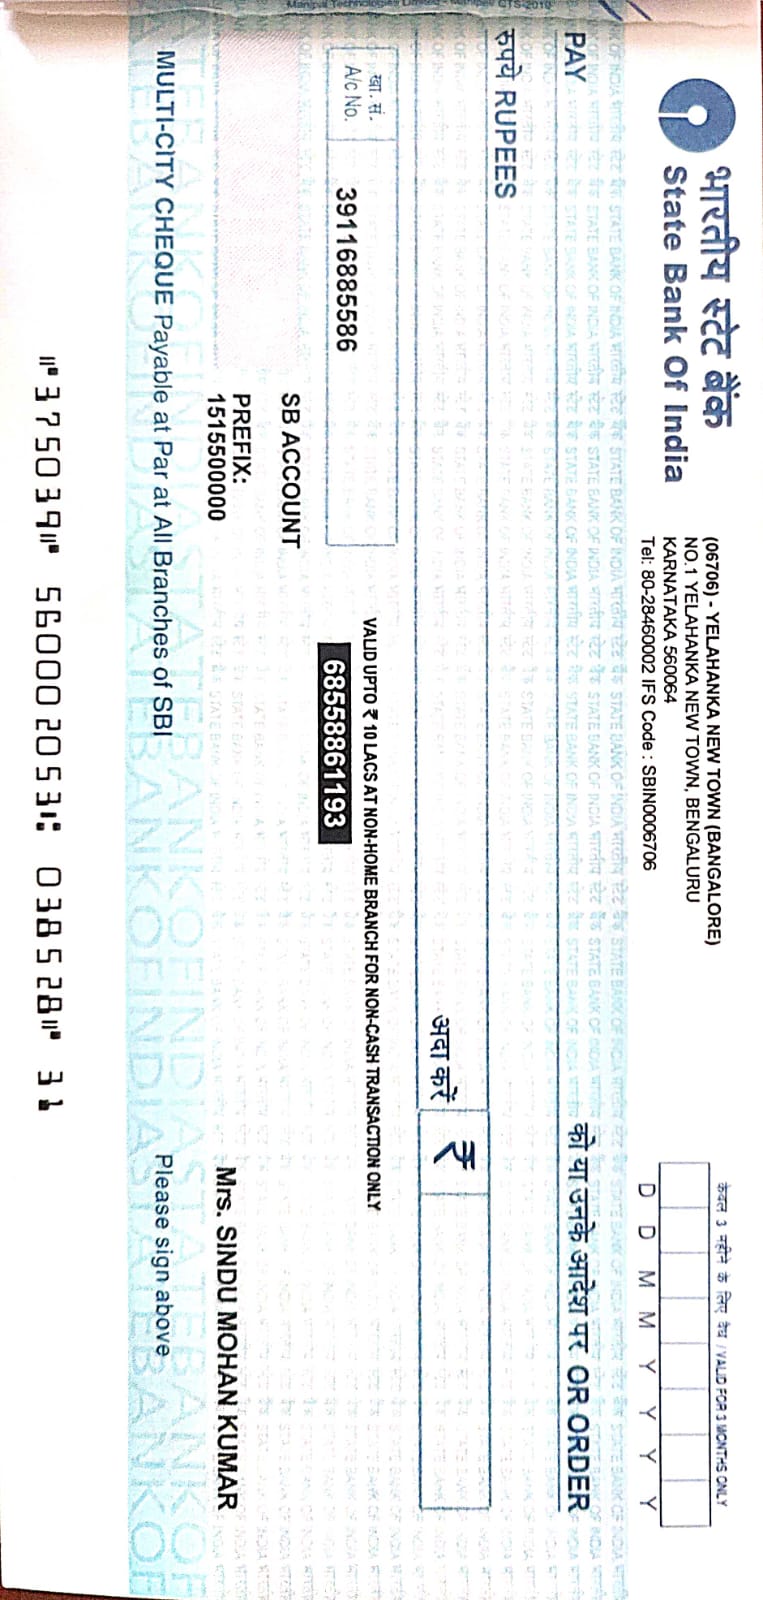 भारतीय स्टेट बैंक
State Bank Of India
(06706) - YELAHANKA NEW TOWN (BANGALORE)
NO.1 YELAHANKA NEW TOWN, BENGALURU
KARNATAKA 560064
Tel: 80-28460002 IFS Code : SBIN0006706
केवल 3 महीने के लिए वैध / VALID FOR 3 MONTHS ONLY
D D M M Y Y Y Y
PAY
को या उनके आदेश पर OR ORDER
रुपये RUPEES
अदा करें ₹
खा. सं.
A/c No.
39116885586
VALID UPTO ₹ 10 LACS AT NON-HOME BRANCH FOR NON-CASH TRANSACTION ONLY
68558861193
SB ACCOUNT
PREFIX:
1515500000
Mrs. SINDU MOHAN KUMAR
MULTI-CITY CHEQUE Payable at Par at All Branches of SBI
Please sign above
⑈375039⑈ 560002053⑆ 038528⑈ 31